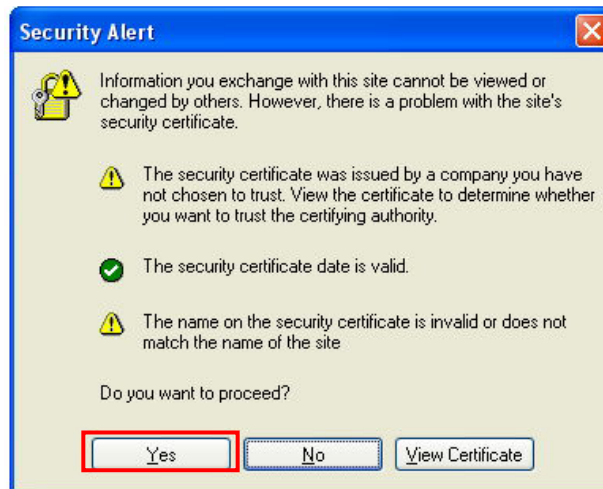 Security Alert
Information you exchange with this site cannot be viewed or
changed by others. However, there is a problem with the site's
security certificate.
The security certificate was issued by a company you have
not chosen to trust. View the certificate to determine whether
you want to trust the certifying authority.
The security certificate date is valid.
The name on the security certificate is invalid or does not
match the name of the site
Do you want to proceed?
Yes No View Certificate